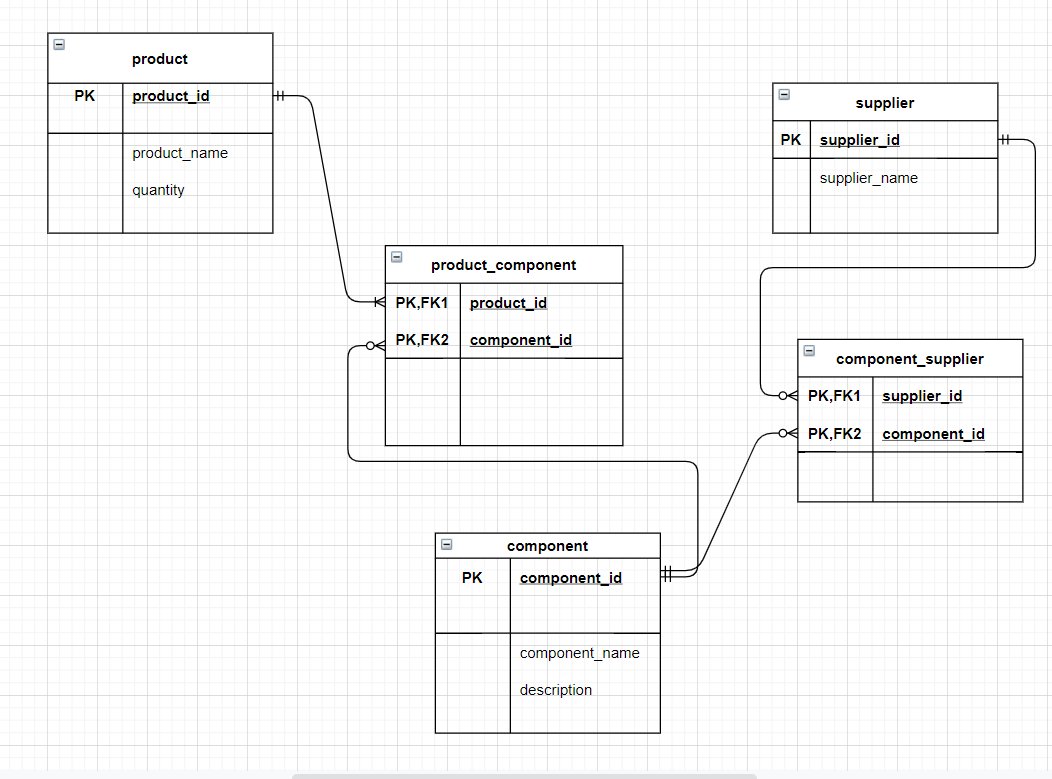 product
PK product_id
product_name
quantity
supplier
PK supplier_id
supplier_name
product_component
PK,FK1 product_id
PK,FK2 component_id
component_supplier
PK,FK1 supplier_id
PK,FK2 component_id
component
PK component_id
component_name
description